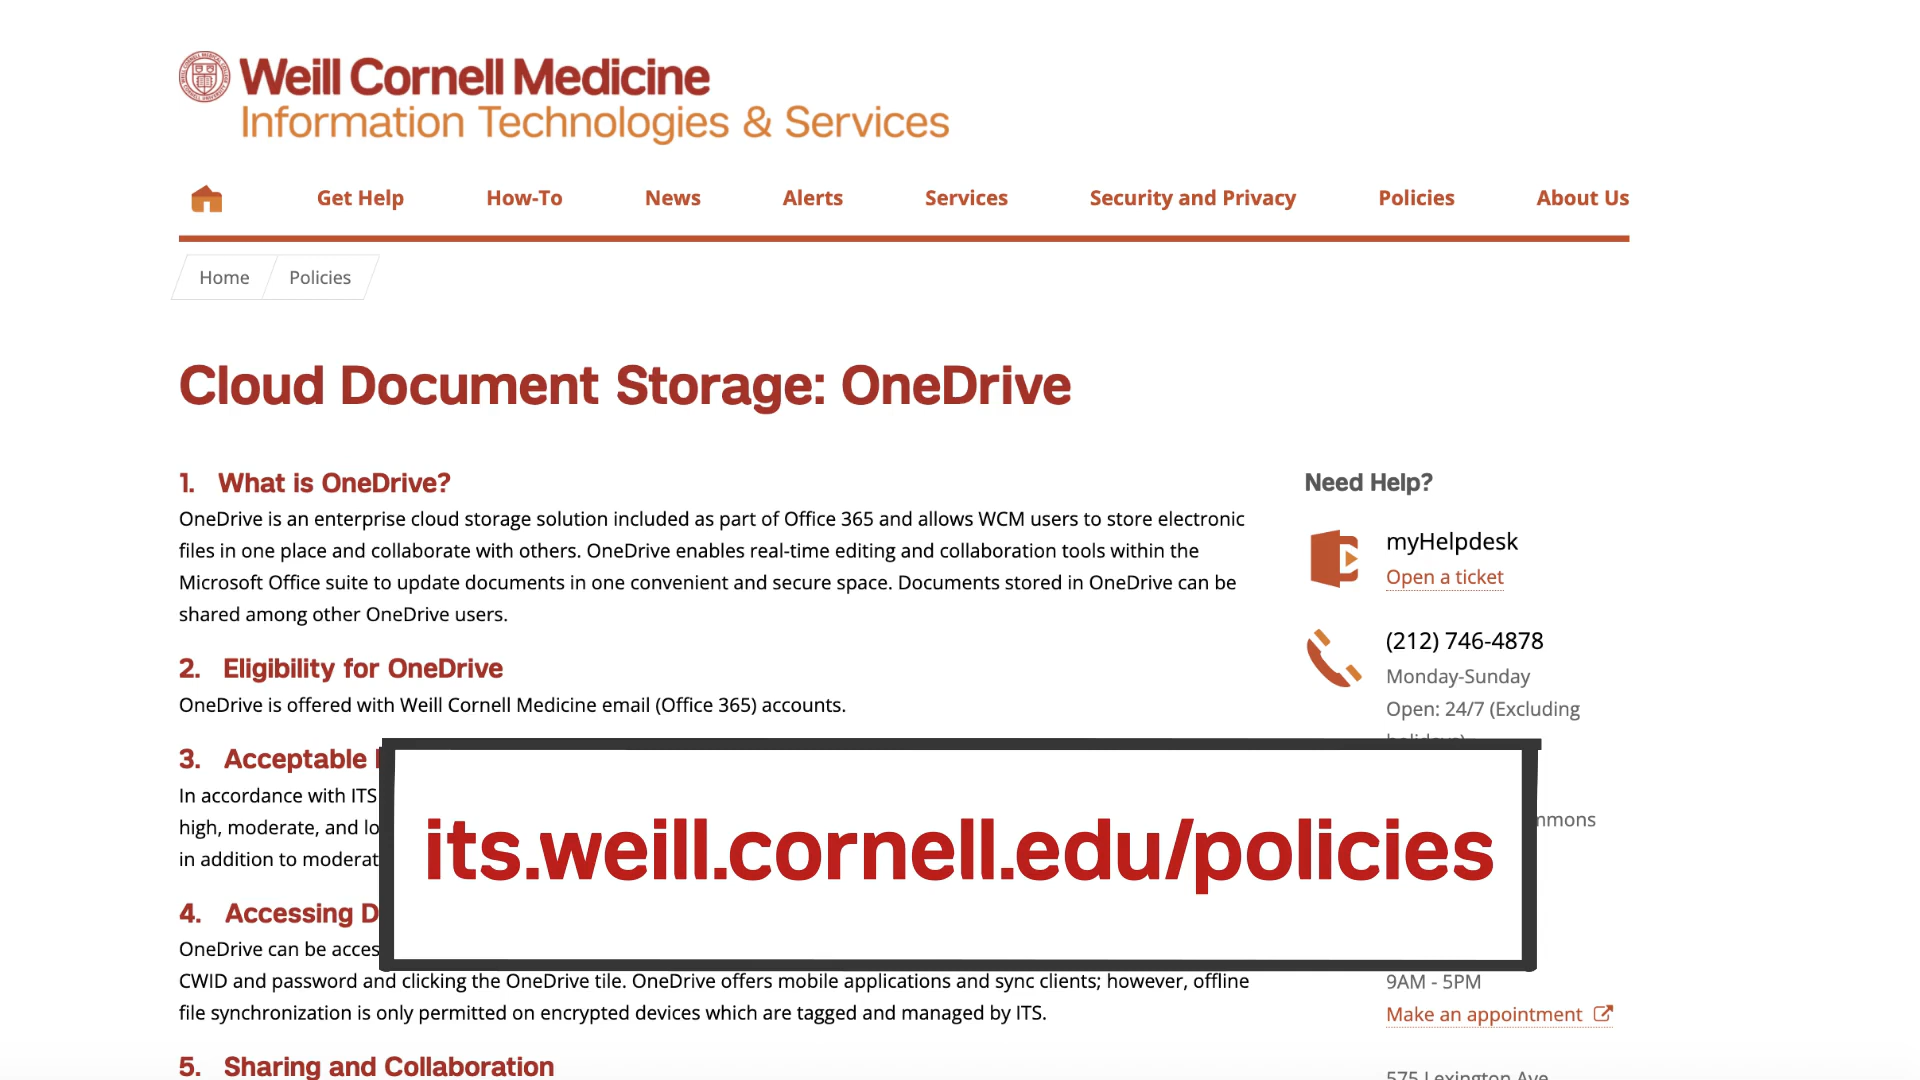 Weill Cornell Medicine
Information Technologies & Services
Get Help How-To News Alerts Services Security and Privacy Policies About Us
Home Policies
Cloud Document Storage: OneDrive
1. What is OneDrive?
OneDrive is an enterprise cloud storage solution included as part of Office 365 and allows WCM users to store electronic
files in one place and collaborate with others. OneDrive enables real-time editing and collaboration tools within the
Microsoft Office suite to update documents in one convenient and secure space. Documents stored in OneDrive can be
shared among other OneDrive users.
2. Eligibility for OneDrive
OneDrive is offered with Weill Cornell Medicine email (Office 365) accounts.
3. Acceptable
In accordance with ITS
high, moderate, and
in addition to
4. Accessing
OneDrive can be
CWID and password and clicking the OneDrive tile. OneDrive offers mobile applications and sync clients; however, offline
file synchronization is only permitted on encrypted devices which are tagged and managed by ITS.
5. Sharing and Collaboration
Need Help?
myHelpdesk
Open a ticket
(212) 746-4878
Monday-Sunday
Open: 24/7 (Excluding
9AM - 5PM
Make an appointment
575 Lexington Ave
its.weill.cornell.edu/policies